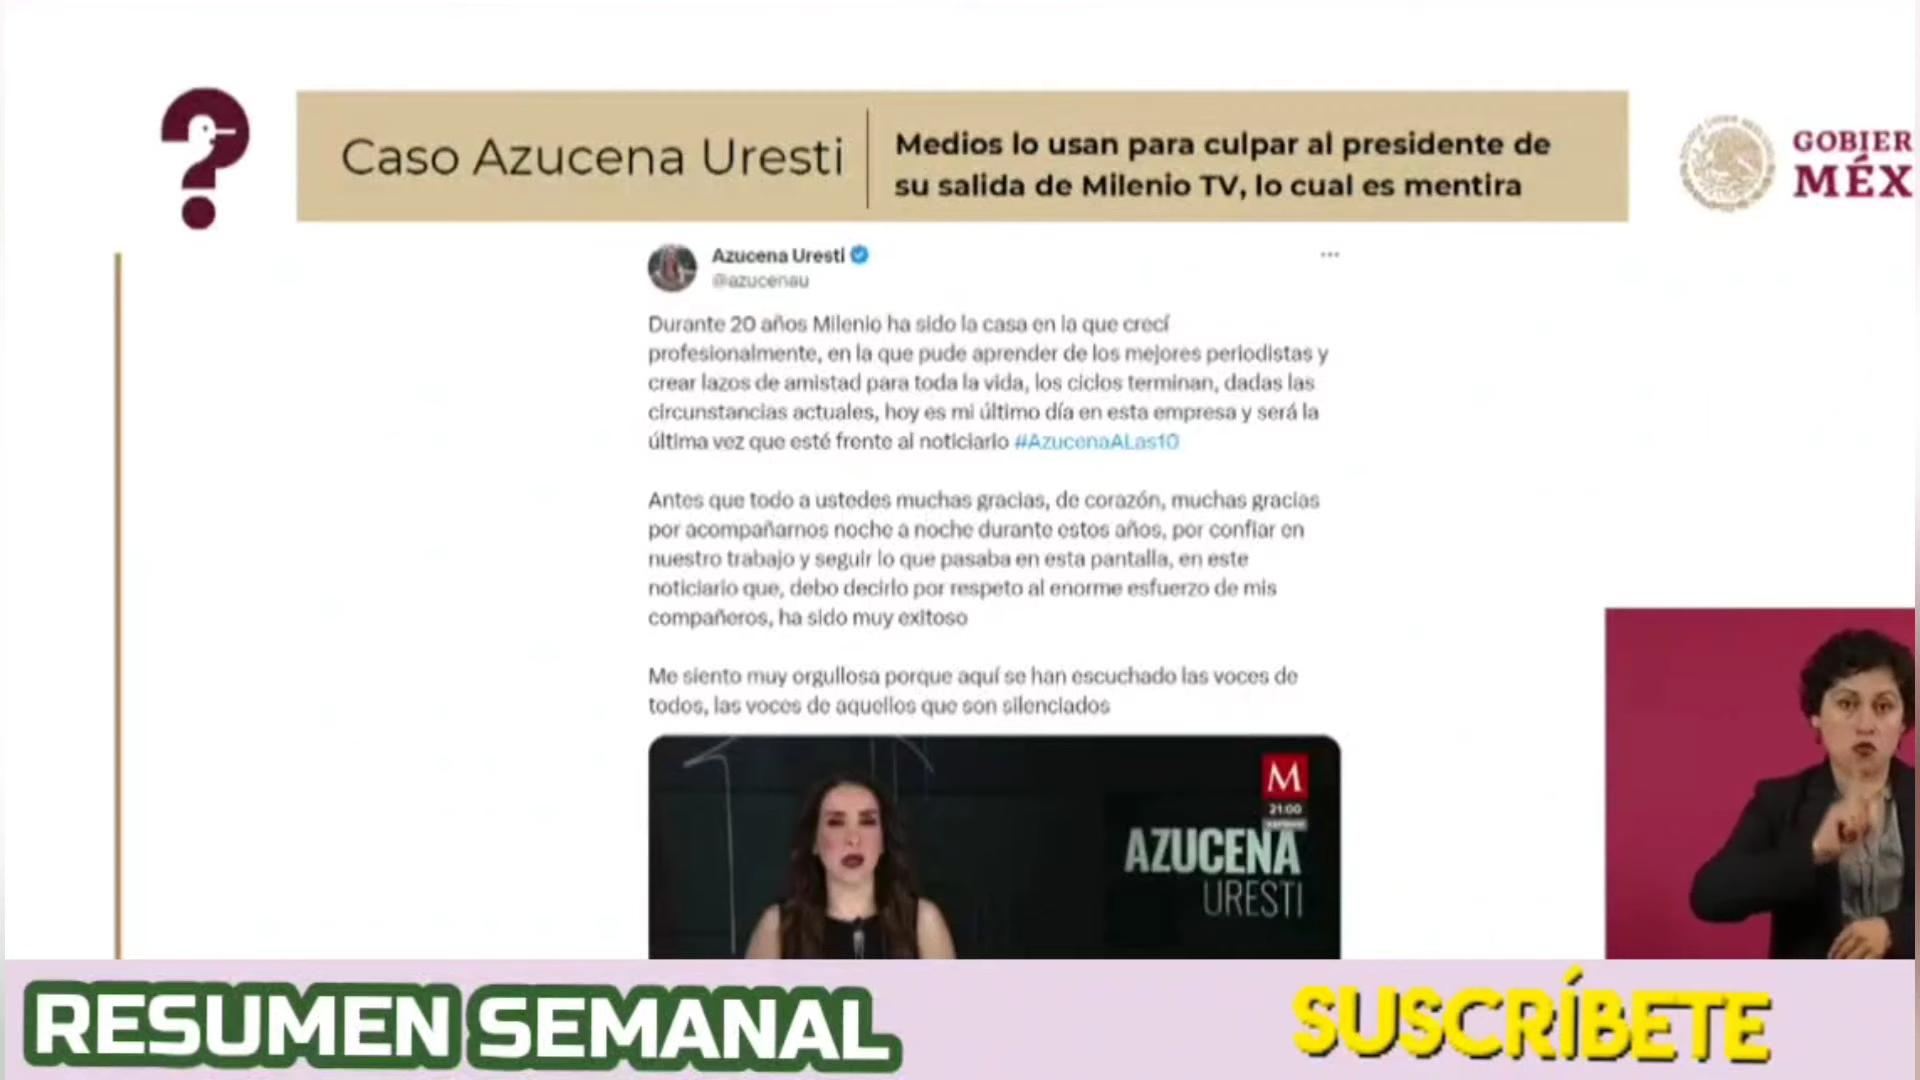 Caso Azucena Uresti
Medios lo usan para culpar al presidente de
su salida de Milenio TV, lo cual es mentira
GOBIER
MÉX
Azucena Uresti
@azucenau
Durante 20 años Milenio ha sido la casa en la que crecí
profesionalmente, en la que pude aprender de los mejores periodistas y
crear lazos de amistad para toda la vida, los ciclos terminan, dadas las
circunstancias actuales, hoy es mi último día en esta empresa y será la
última vez que esté frente al noticiario #AzucenaALas10
Antes que todo a ustedes muchas gracias, de corazón, muchas gracias
por acompañarnos noche a noche durante estos años, por confiar en
nuestro trabajo y seguir lo que pasaba en esta pantalla, en este
noticiario que, debo decirlo por respeto al enorme esfuerzo de mis
compañeros, ha sido muy exitoso
Me siento muy orgullosa porque aquí se han escuchado las voces de
todos, las voces de aquellos que son silenciados
M
21:00
AZUCENA
URESTI
RESUMEN SEMANAL
SUSCRÍBETE